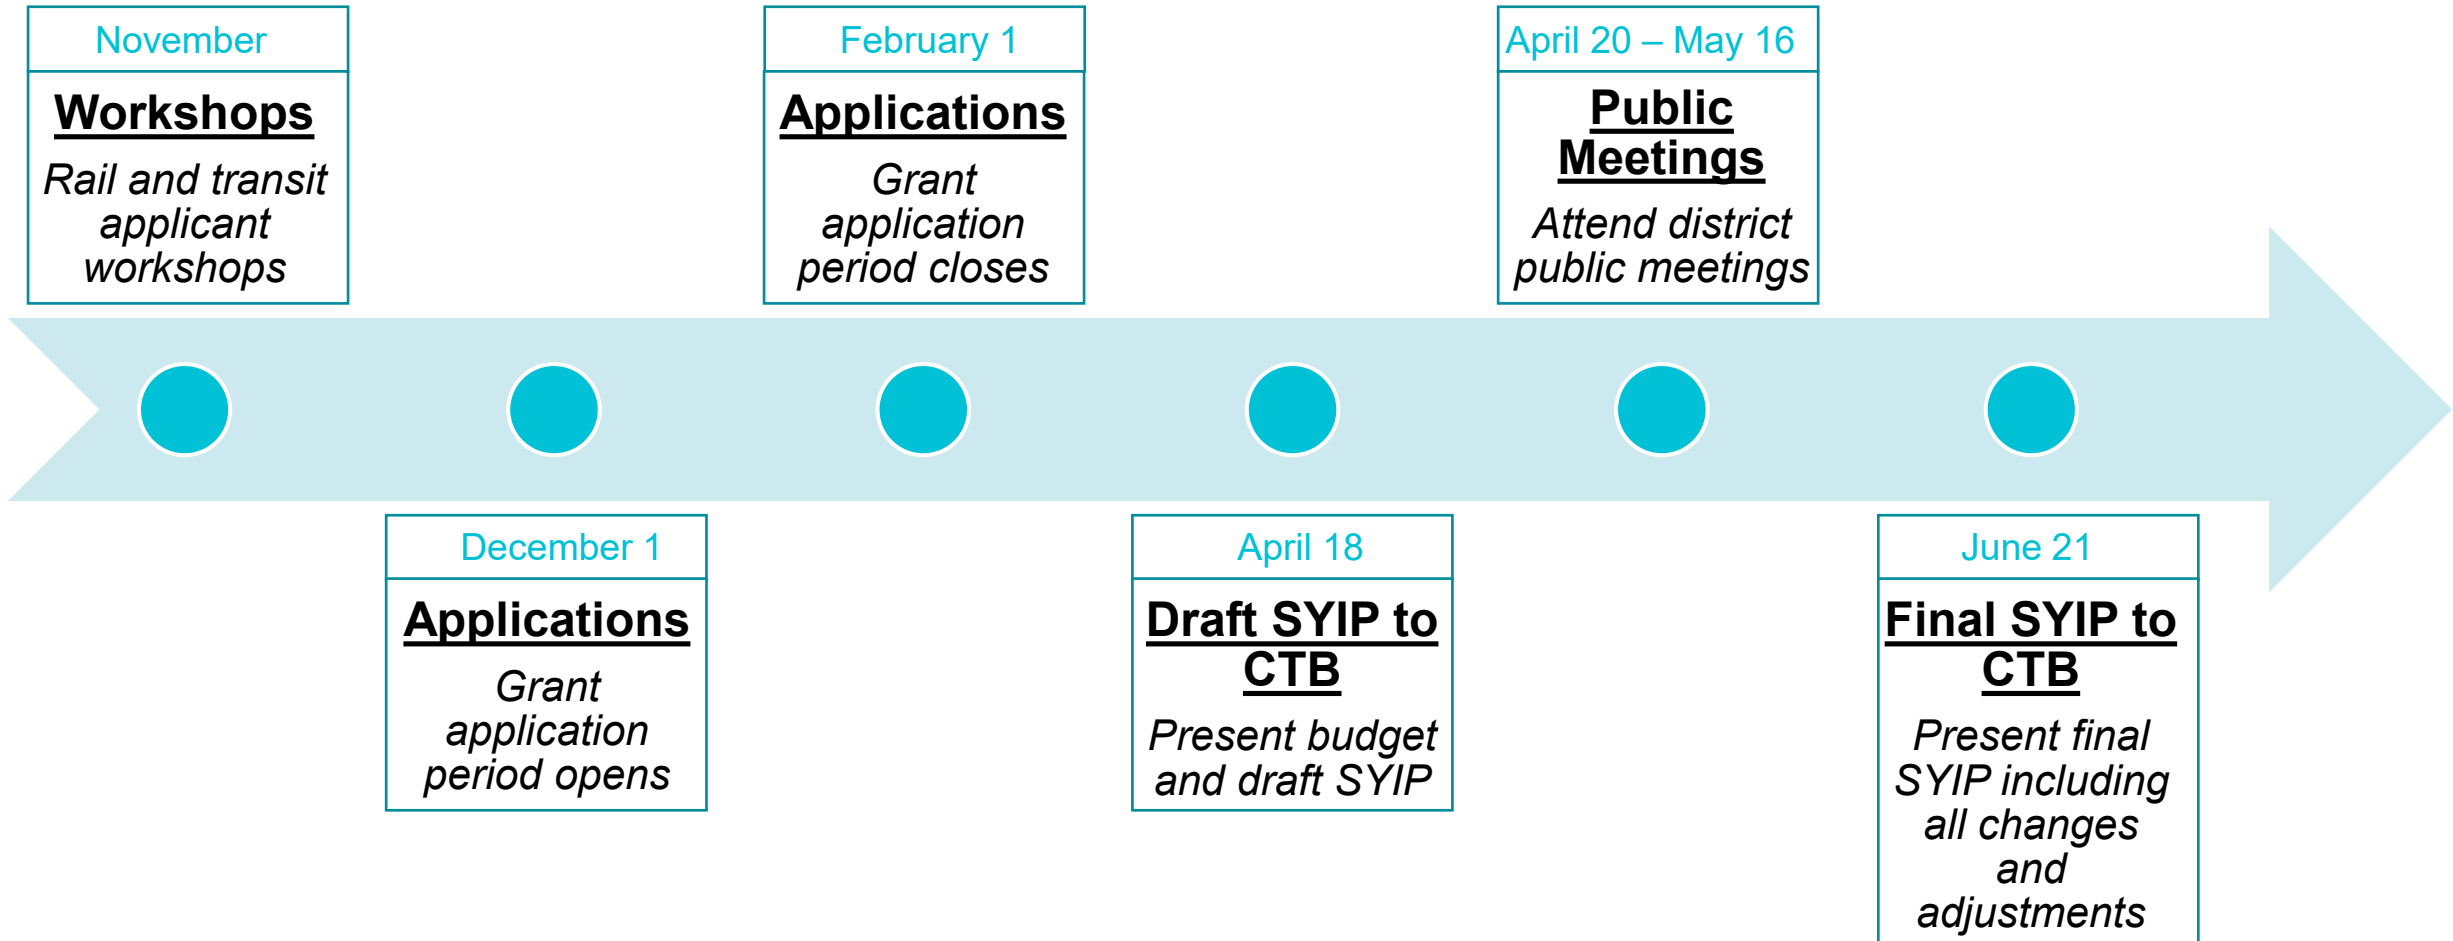 November
Workshops
Rail and transit
applicant
workshops
December 1
Applications
Grant
application
period opens
February 1
Applications
Grant
application
period closes
April 18
Draft SYIP to
CTB
Present budget
and draft SYIP
April 20 – May 16
Public
Meetings
Attend district
public meetings
June 21
Final SYIP to
CTB
Present final
SYIP including
all changes
and
adjustments